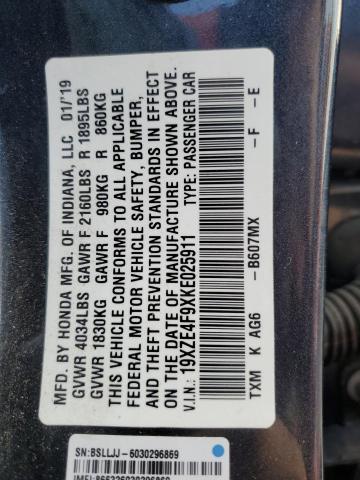 MFD. BY HONDA MFG. OF INDIANA, LLC 01/'19
GVWR 4034LBS GAWR F 2160LBS R 1895LBS
GVWR 1830KG GAWR F 980KG R 860KG
THIS VEHICLE CONFORMS TO ALL APPLICABLE
FEDERAL MOTOR VEHICLE SAFETY, BUMPER,
AND THEFT PREVENTION STANDARDS IN EFFECT
ON THE DATE OF MANUFACTURE SHOWN ABOVE.
V.I.N.: 19XZE4F9XKE025911 TYPE: PASSENGER CAR
TXM K AG6 -B607MX -F -E
SN:BSLLJJ-6030296869